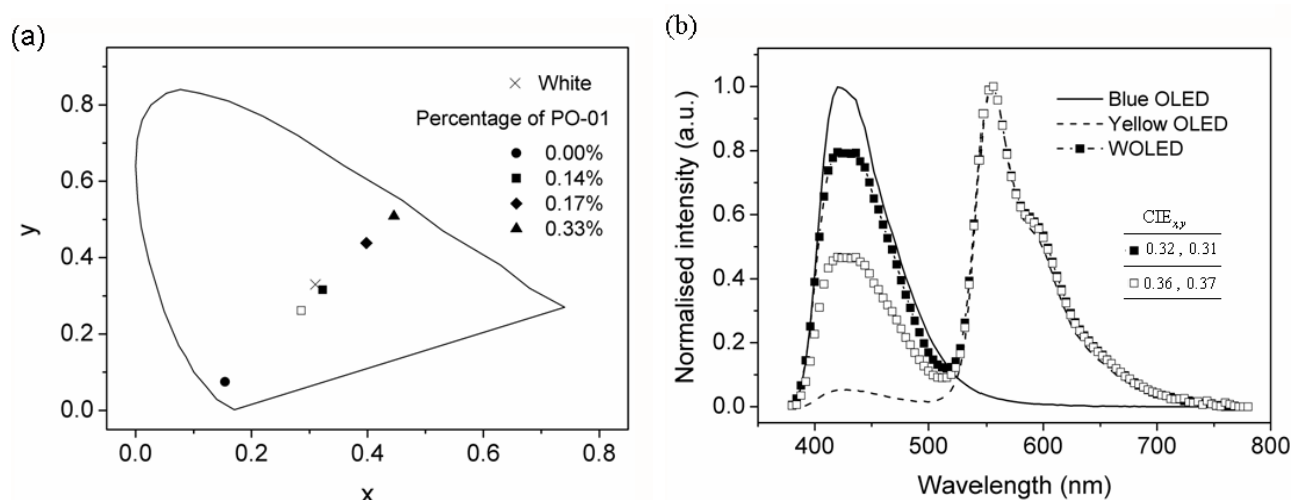 (a)
y
0.8
0.6
0.4
0.2
0.0
0.0 0.2 0.4 0.6 0.8
x
White
Percentage of PO-01
0.00%
0.14%
0.17%
0.33%
(b)
Normalised intensity (a.u.)
1.0
0.8
0.6
0.4
0.2
0.0
400 500 600 700 800
Wavelength (nm)
Blue OLED
Yellow OLED
WOLED
CIEx,y
0.32 , 0.31
0.36 , 0.37